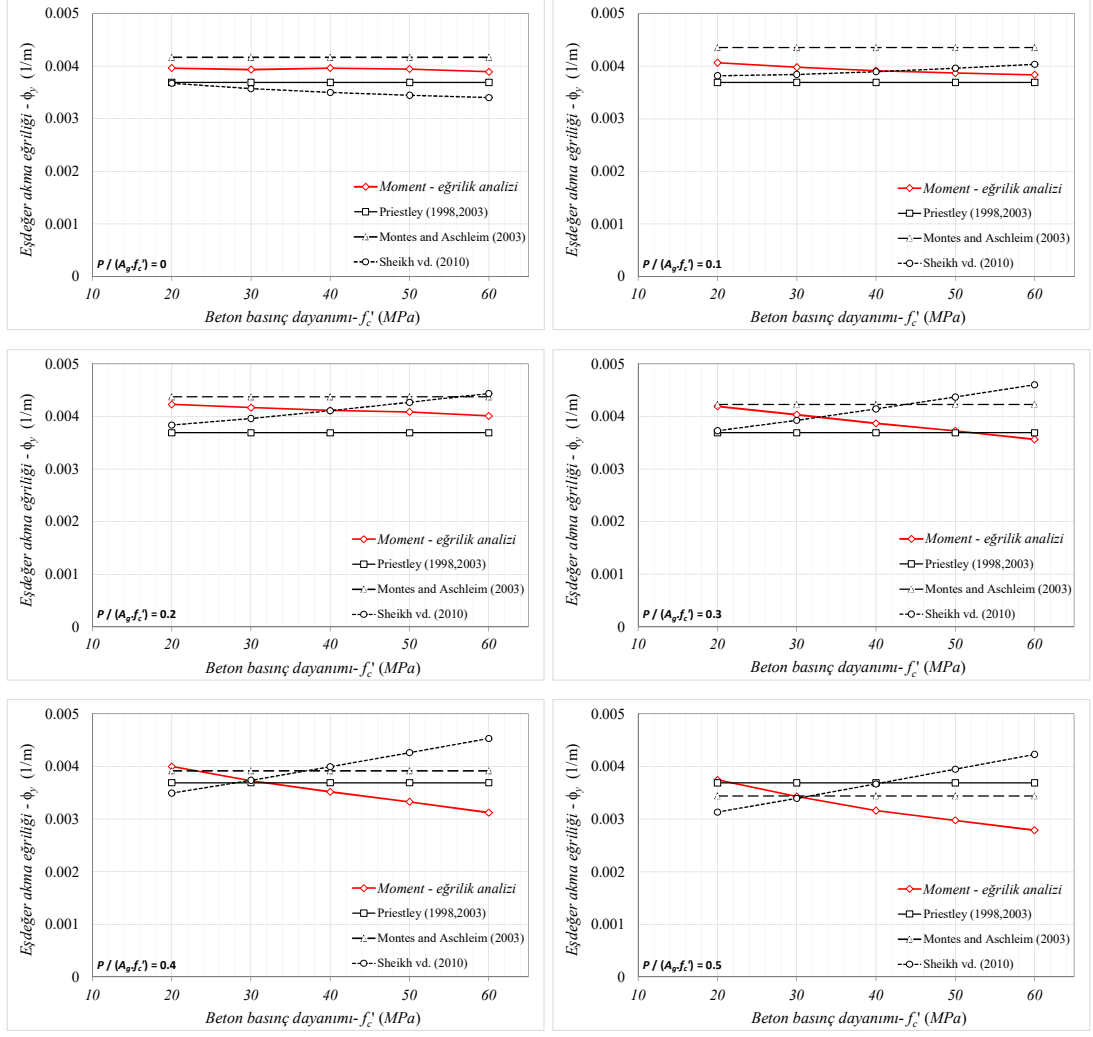 0.005
0.004
0.003
0.002
0.001
0
Eşdeğer akma eğriliği - ϕy (1/m)
Moment - eğrilik analizi
Priestley (1998,2003)
Montes and Aschleim (2003)
Sheikh vd. (2010)
P / (Ag.fc') = 0
10 20 30 40 50 60
Beton basınç dayanımı- fc' (MPa)
0.005
0.004
0.003
0.002
0.001
0
Eşdeğer akma eğriliği - ϕy (1/m)
Moment - eğrilik analizi
Priestley (1998,2003)
Montes and Aschleim (2003)
Sheikh vd. (2010)
P / (Ag.fc') = 0.1
10 20 30 40 50 60
Beton basınç dayanımı- fc' (MPa)
0.005
0.004
0.003
0.002
0.001
0
Eşdeğer akma eğriliği - ϕy (1/m)
Moment - eğrilik analizi
Priestley (1998,2003)
Montes and Aschleim (2003)
Sheikh vd. (2010)
P / (Ag.fc') = 0.2
10 20 30 40 50 60
Beton basınç dayanımı- fc' (MPa)
0.005
0.004
0.003
0.002
0.001
0
Eşdeğer akma eğriliği - ϕy (1/m)
Moment - eğrilik analizi
Priestley (1998,2003)
Montes and Aschleim (2003)
Sheikh vd. (2010)
P / (Ag.fc') = 0.3
10 20 30 40 50 60
Beton basınç dayanımı- fc' (MPa)
0.005
0.004
0.003
0.002
0.001
0
Eşdeğer akma eğriliği - ϕy (1/m)
Moment - eğrilik analizi
Priestley (1998,2003)
Montes and Aschleim (2003)
Sheikh vd. (2010)
P / (Ag.fc') = 0.4
10 20 30 40 50 60
Beton basınç dayanımı- fc' (MPa)
0.005
0.004
0.003
0.002
0.001
0
Eşdeğer akma eğriliği - ϕy (1/m)
Moment - eğrilik analizi
Priestley (1998,2003)
Montes and Aschleim (2003)
Sheikh vd. (2010)
P / (Ag.fc') = 0.5
10 20 30 40 50 60
Beton basınç dayanımı- fc' (MPa)